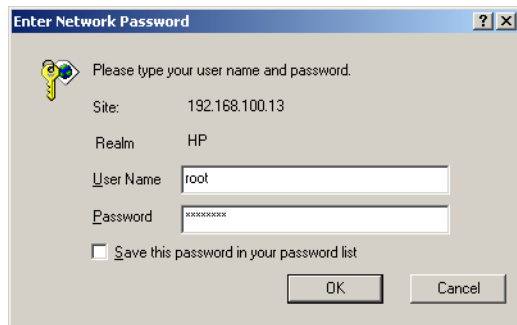 Enter Network Password
Please type your user name and password.
Site: 192.168.100.13
Realm HP
User Name root
Password ********
Save this password in your password list
OK Cancel